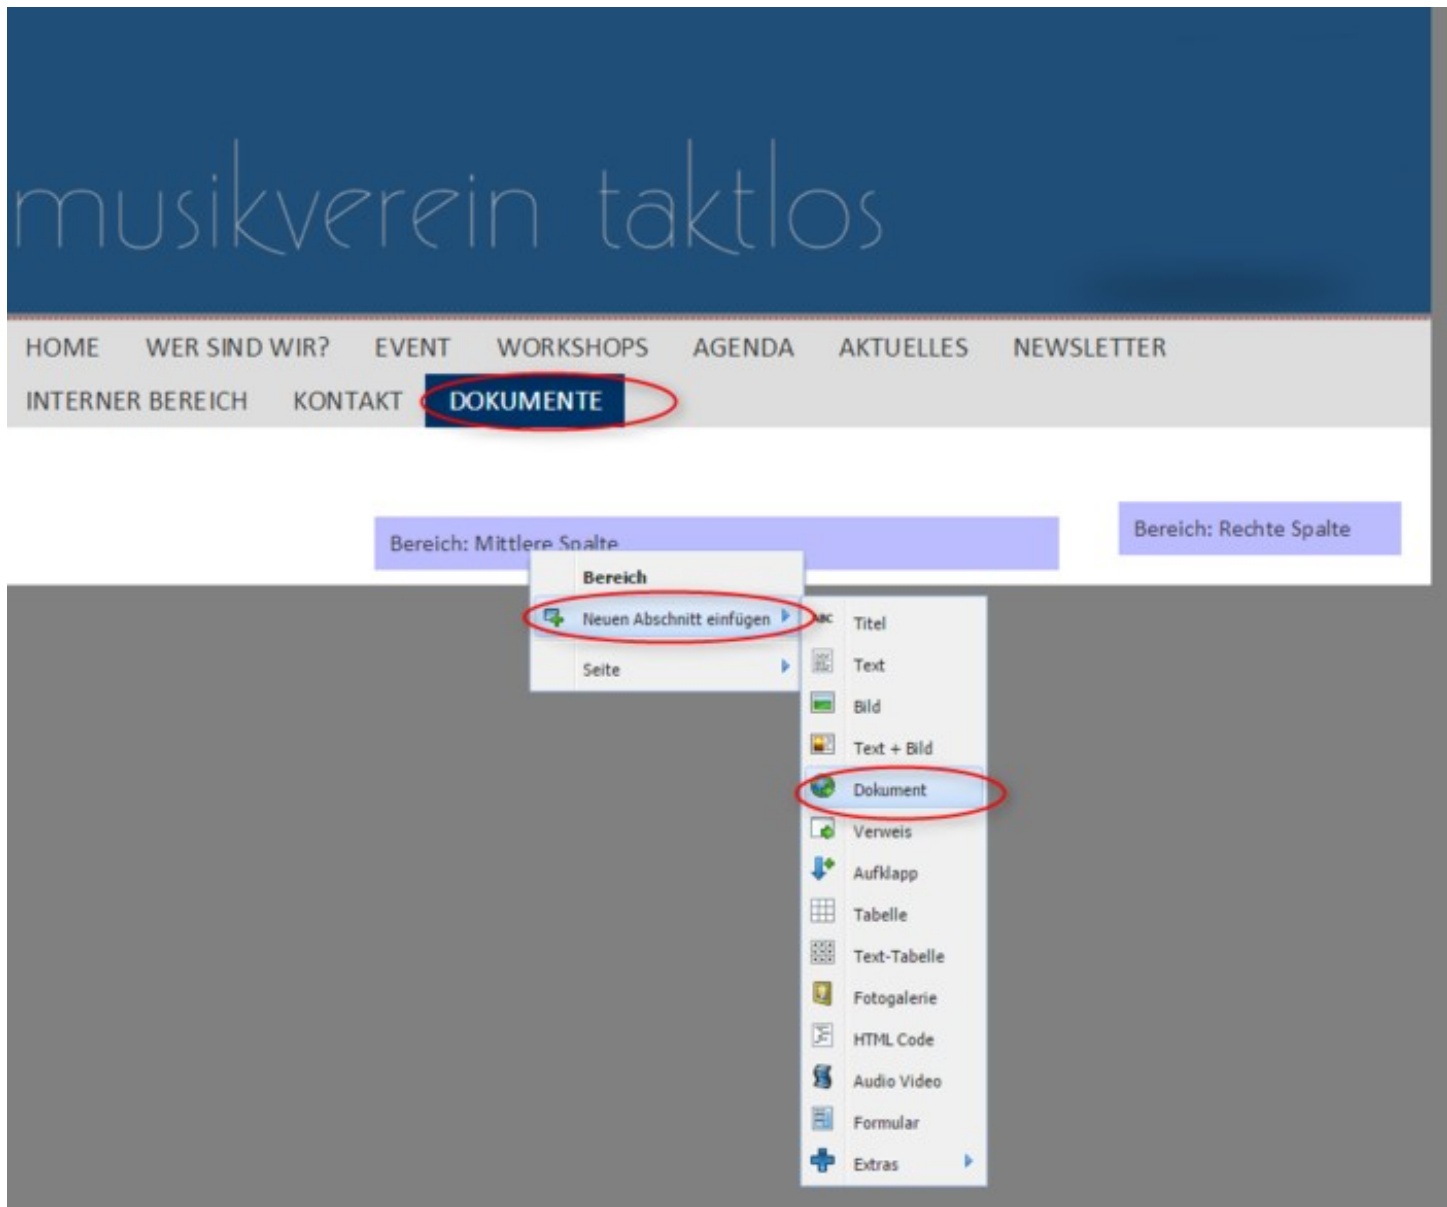 musikverein taktlos
HOME WER SIND WIR? EVENT WORKSHOPS AGENDA AKTUELLES NEWSLETTER
INTERNER BEREICH KONTAKT DOKUMENTE
Bereich: Mittlere Spalte
Bereich: Rechte Spalte
Bereich
Neuen Abschnitt einfügen
Seite
ABC Titel
Text
Bild
Text + Bild
Dokument
Verweis
Aufklapp
Tabelle
Text-Tabelle
Fotogalerie
HTML Code
Audio Video
Formular
Extras